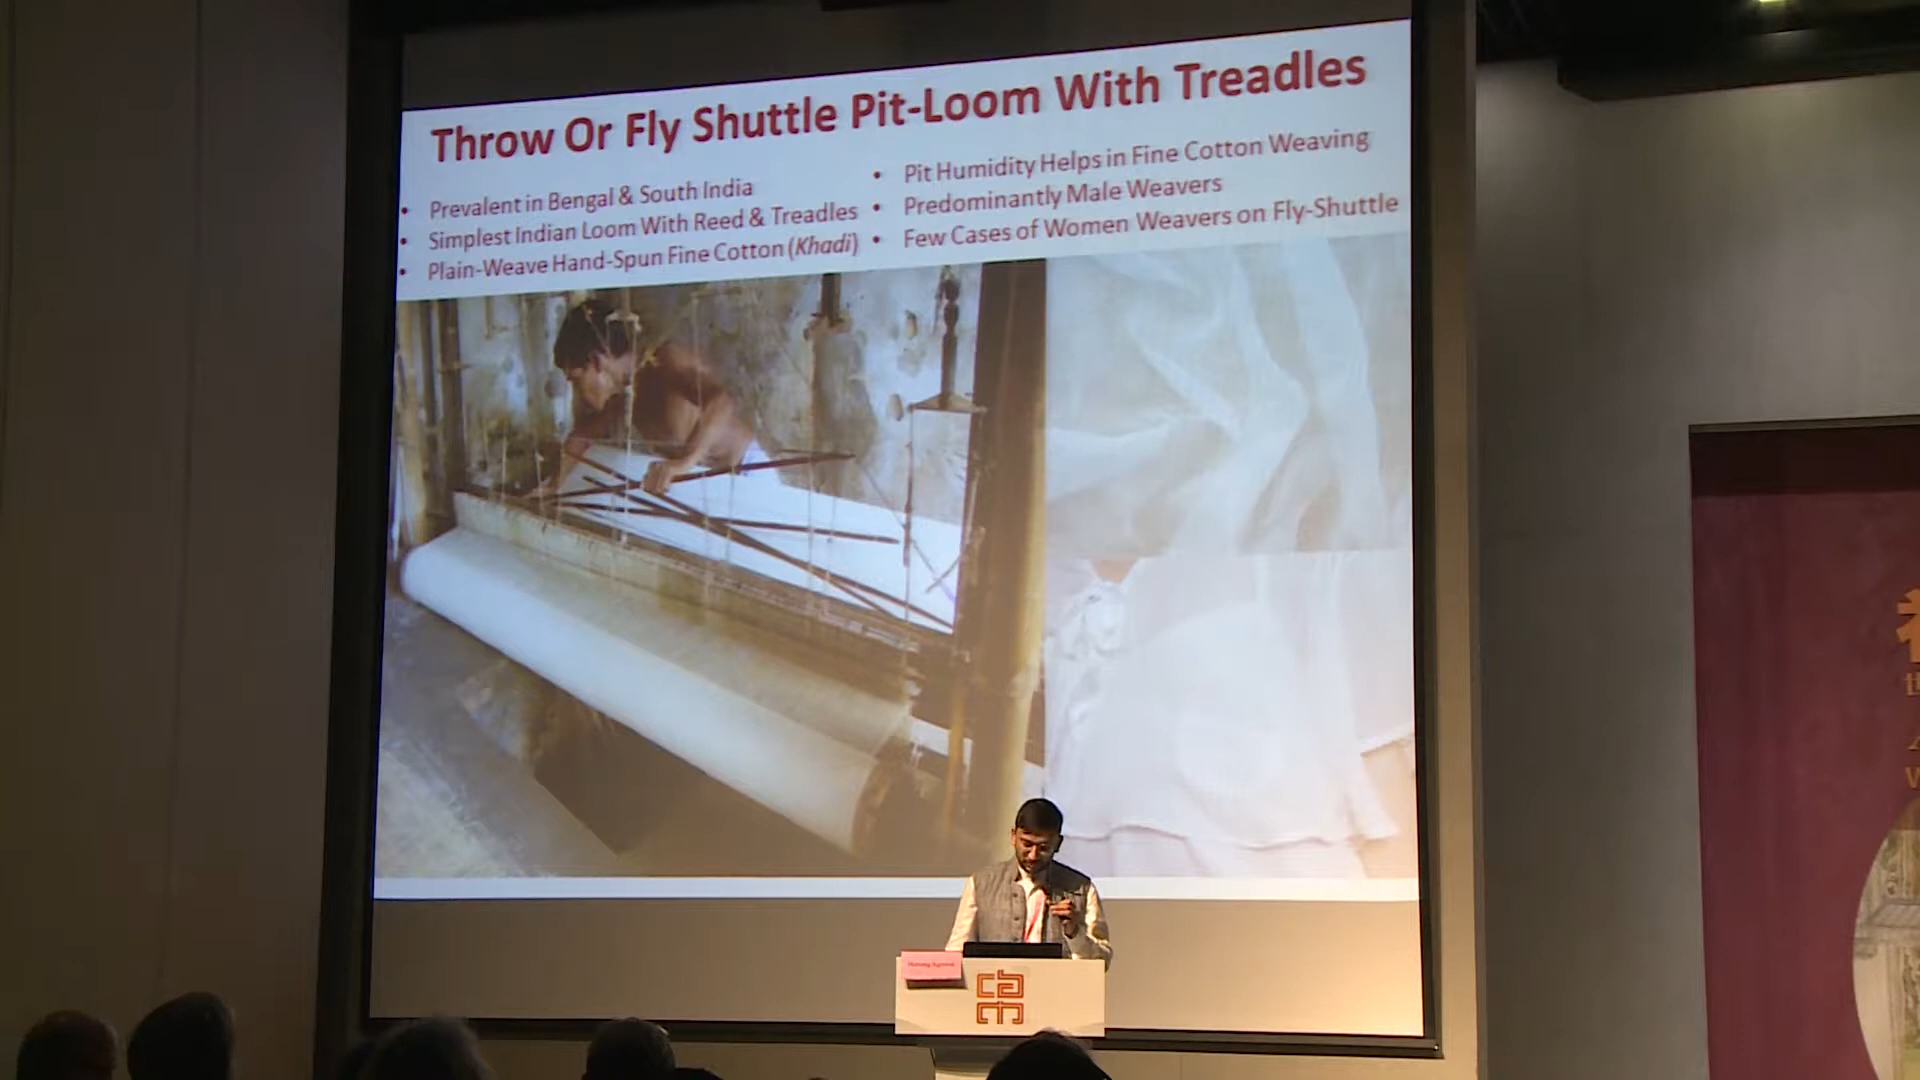 Throw Or Fly Shuttle Pit-Loom With Treadles
• Prevalent in Bengal & South India
• Simplest Indian Loom With Reed & Treadles
• Plain-Weave Hand-Spun Fine Cotton (Khadi)
• Pit Humidity Helps in Fine Cotton Weaving
• Predominantly Male Weavers
• Few Cases of Women Weavers on Fly-Shuttle